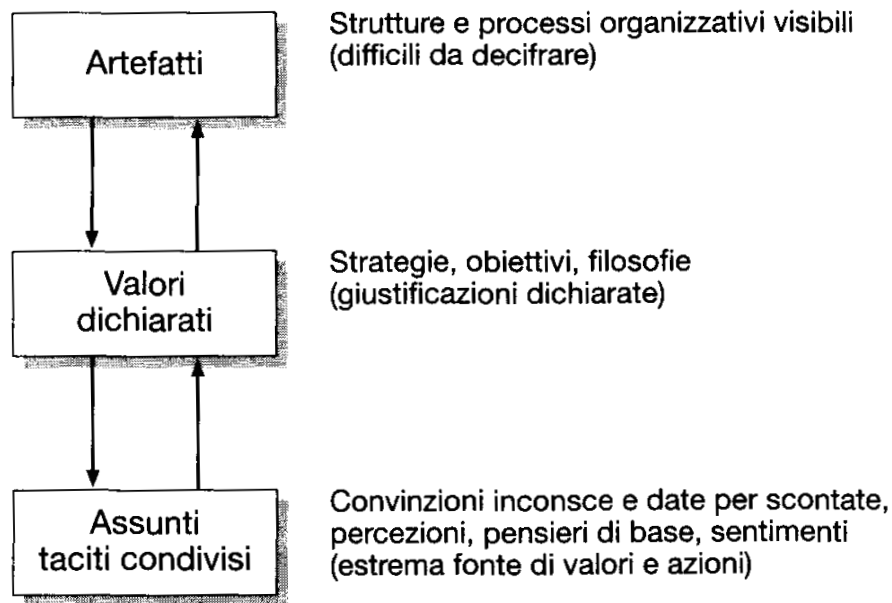 Artefatti
Strutture e processi organizzativi visibili
(difficili da decifrare)
Valori
dichiarati
Strategie, obiettivi, filosofie
(giustificazioni dichiarate)
Assunti
taciti condivisi
Convinzioni inconsce e date per scontate,
percezioni, pensieri di base, sentimenti
(estrema fonte di valori e azioni)